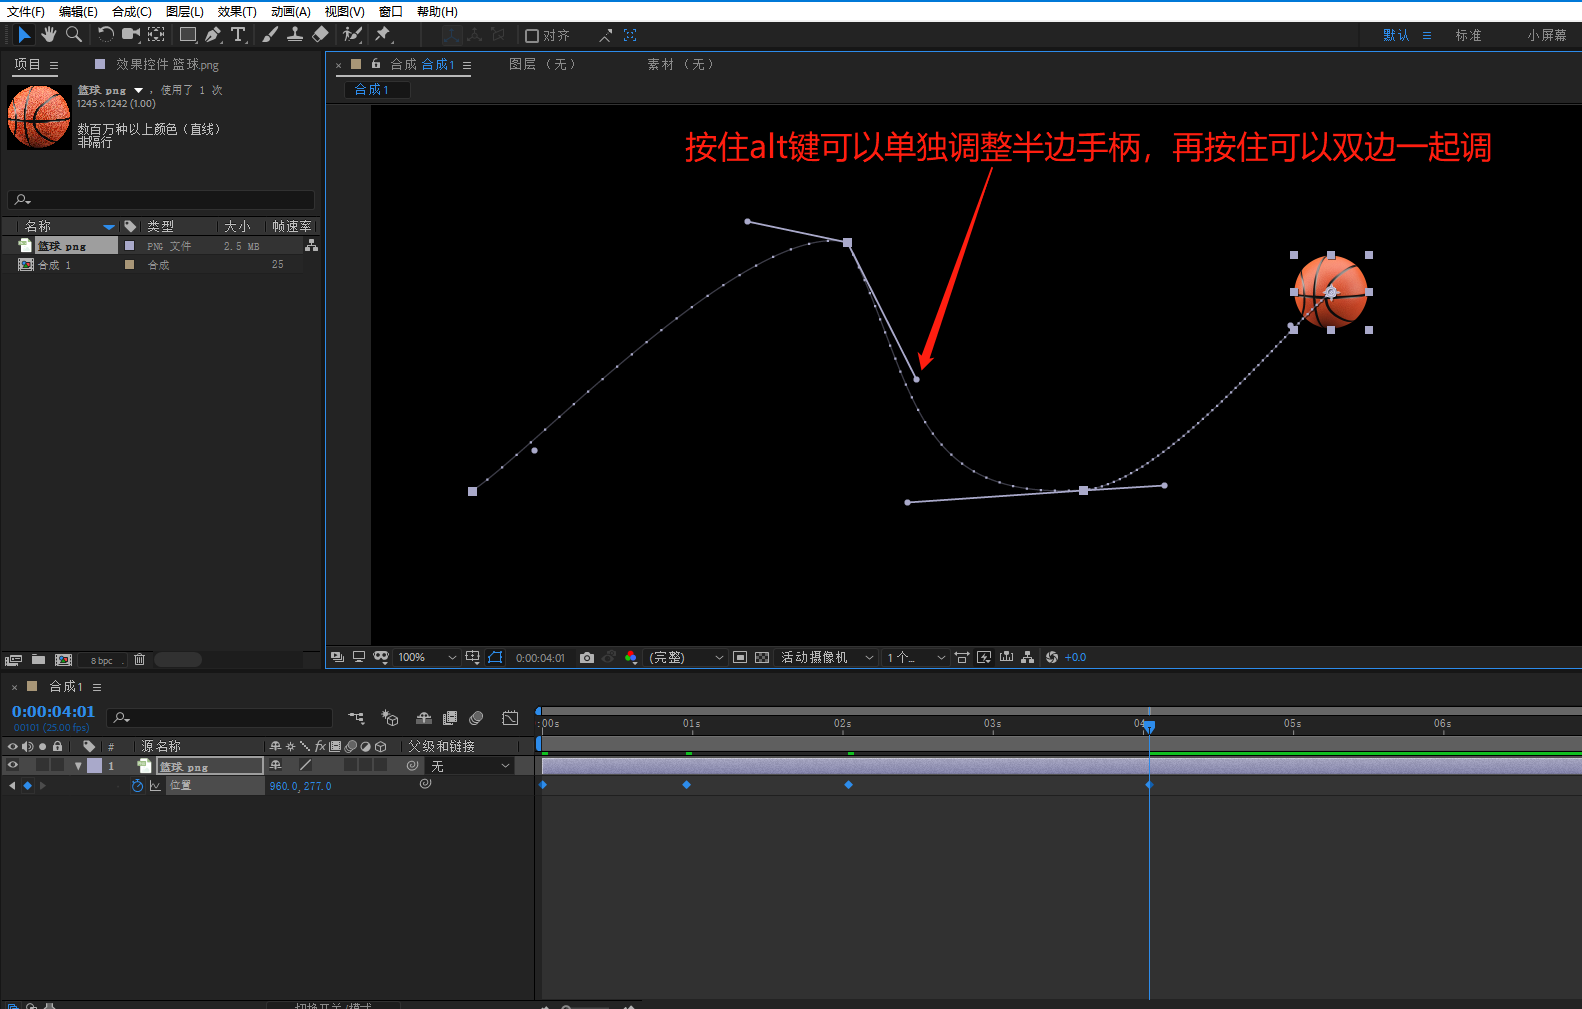 文件(F) 编辑(E) 合成(C) 图层(L) 效果(T) 动画(A) 视图(V) 窗口 帮助(H)
对齐 默认 标准 小屏幕
项目 效果控件 篮球.png
合成 合成1 图层（无） 素材（无）
合成1
篮球.png ，使用了 1 次
1245 x 1242 (1.00)
数百万种以上颜色（直线）
非隔行
按住alt键可以单独调整半边手柄，再按住可以双边一起调
名称 类型 大小 帧速率
篮球.png PNG 文件 2.5 MB
合成 1 合成 25
8 bpc
100% 0:00:04:01 (完整) 活动摄像机 1个... +0.0
合成1
0:00:04:01
00101 (25.00 fps)
:00s 01s 02s 03s 04 05s 06s
# 源名称 fx 父级和链接
1 篮球.png 无
位置 960.0,277.0
切换开关/模式